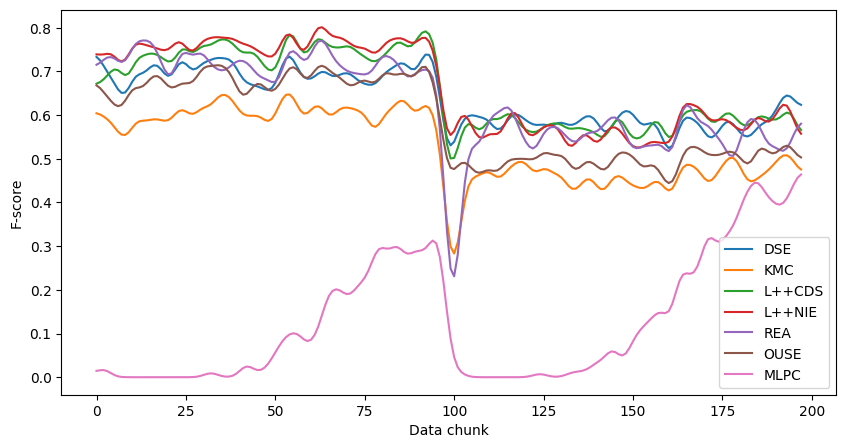 0.8
0.7
0.6
0.5
0.4
0.3
0.2
0.1
0.0
F-score
0 25 50 75 100 125 150 175 200
Data chunk
DSE
KMC
L++CDS
L++NIE
REA
OUSE
MLPC